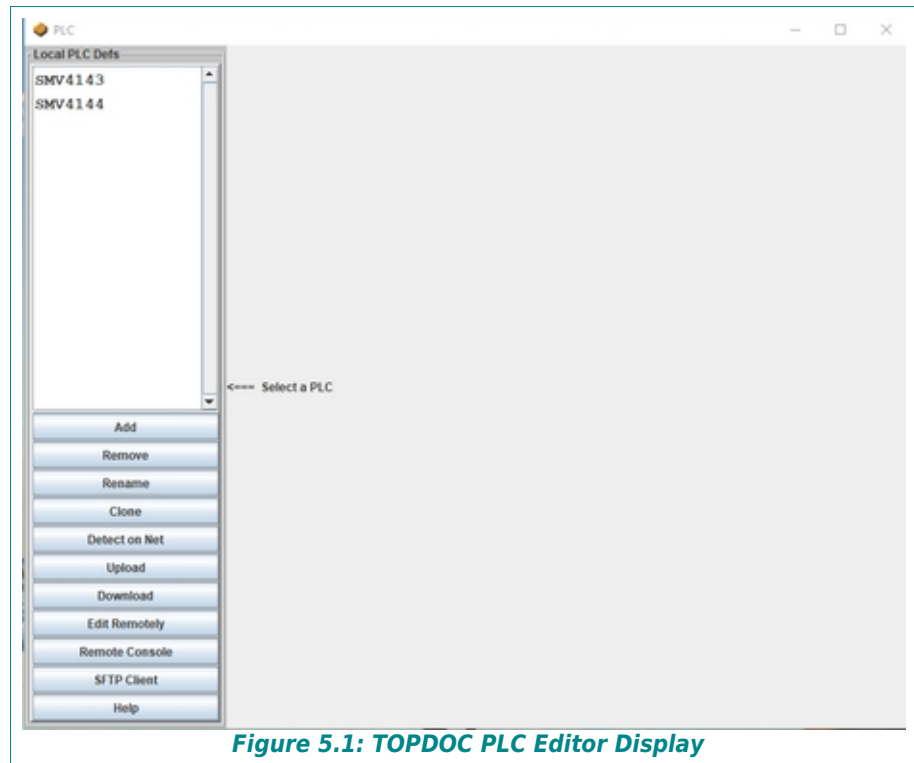 PLC
Local PLC Defs
SMV4143
SMV4144
<=== Select a PLC
Add
Remove
Rename
Clone
Detect on Net
Upload
Download
Edit Remotely
Remote Console
SFTP Client
Help
Figure 5.1: TOPDOC PLC Editor Display